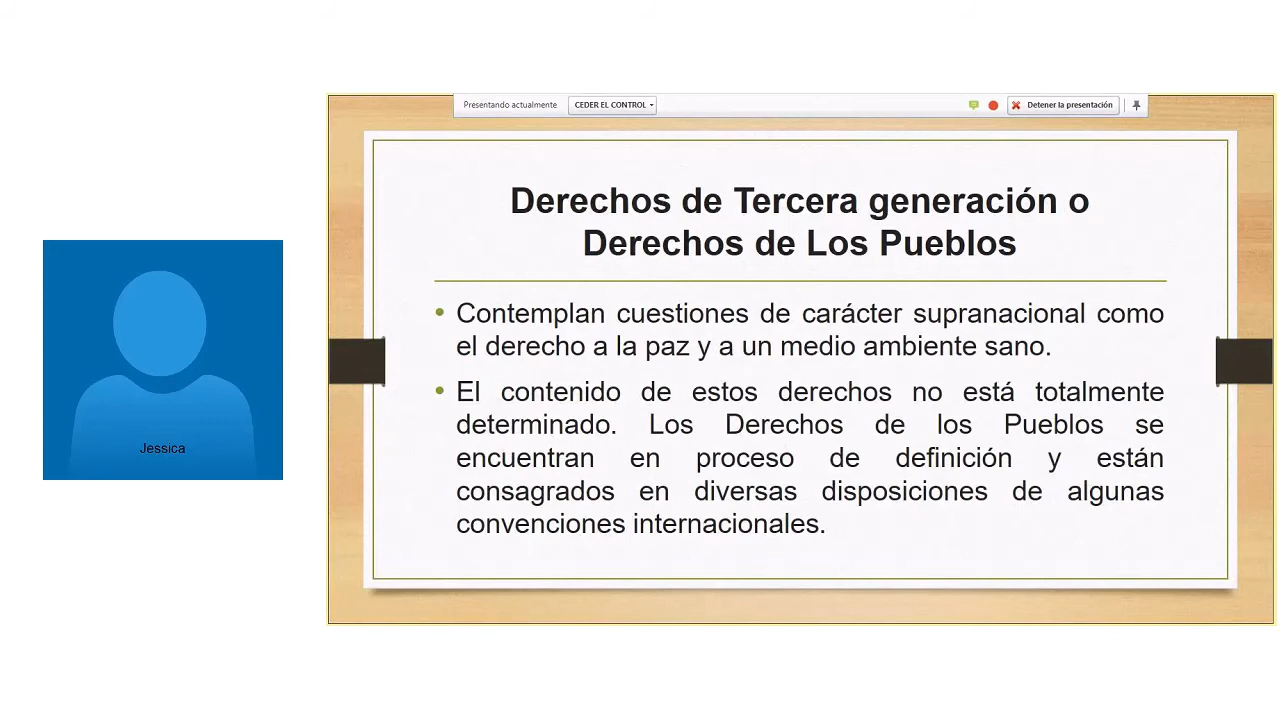 Presentando actualmente CEDER EL CONTROL Detener la presentación
Derechos de Tercera generación o
Derechos de Los Pueblos
• Contemplan cuestiones de carácter supranacional como
el derecho a la paz y a un medio ambiente sano.
• El contenido de estos derechos no está totalmente
determinado. Los Derechos de los Pueblos se
encuentran en proceso de definición y están
consagrados en diversas disposiciones de algunas
convenciones internacionales.
Jessica